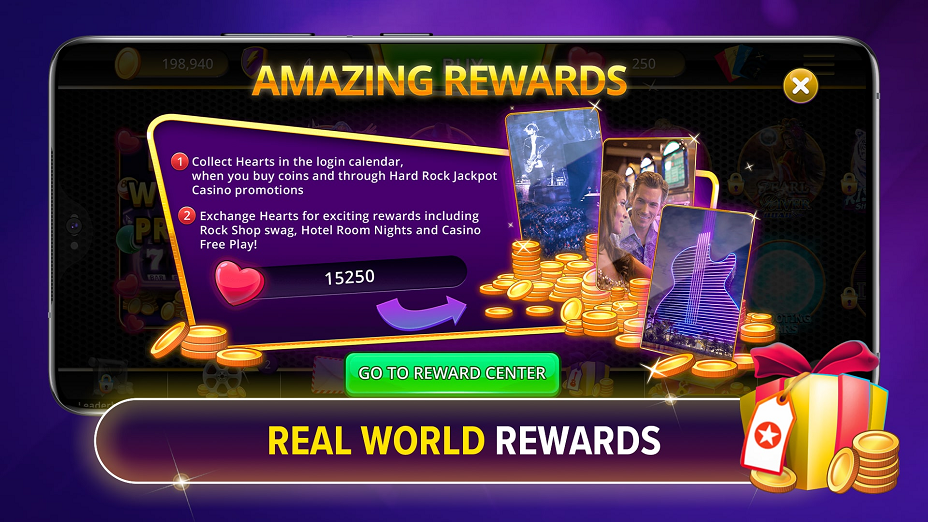 198,940
250
AMAZING REWARDS
1 Collect Hearts in the login calendar,
when you buy coins and through Hard Rock Jackpot
Casino promotions
2 Exchange Hearts for exciting rewards including
Rock Shop swag, Hotel Room Nights and Casino
Free Play!
15250
GO TO REWARD CENTER
REAL WORLD REWARDS